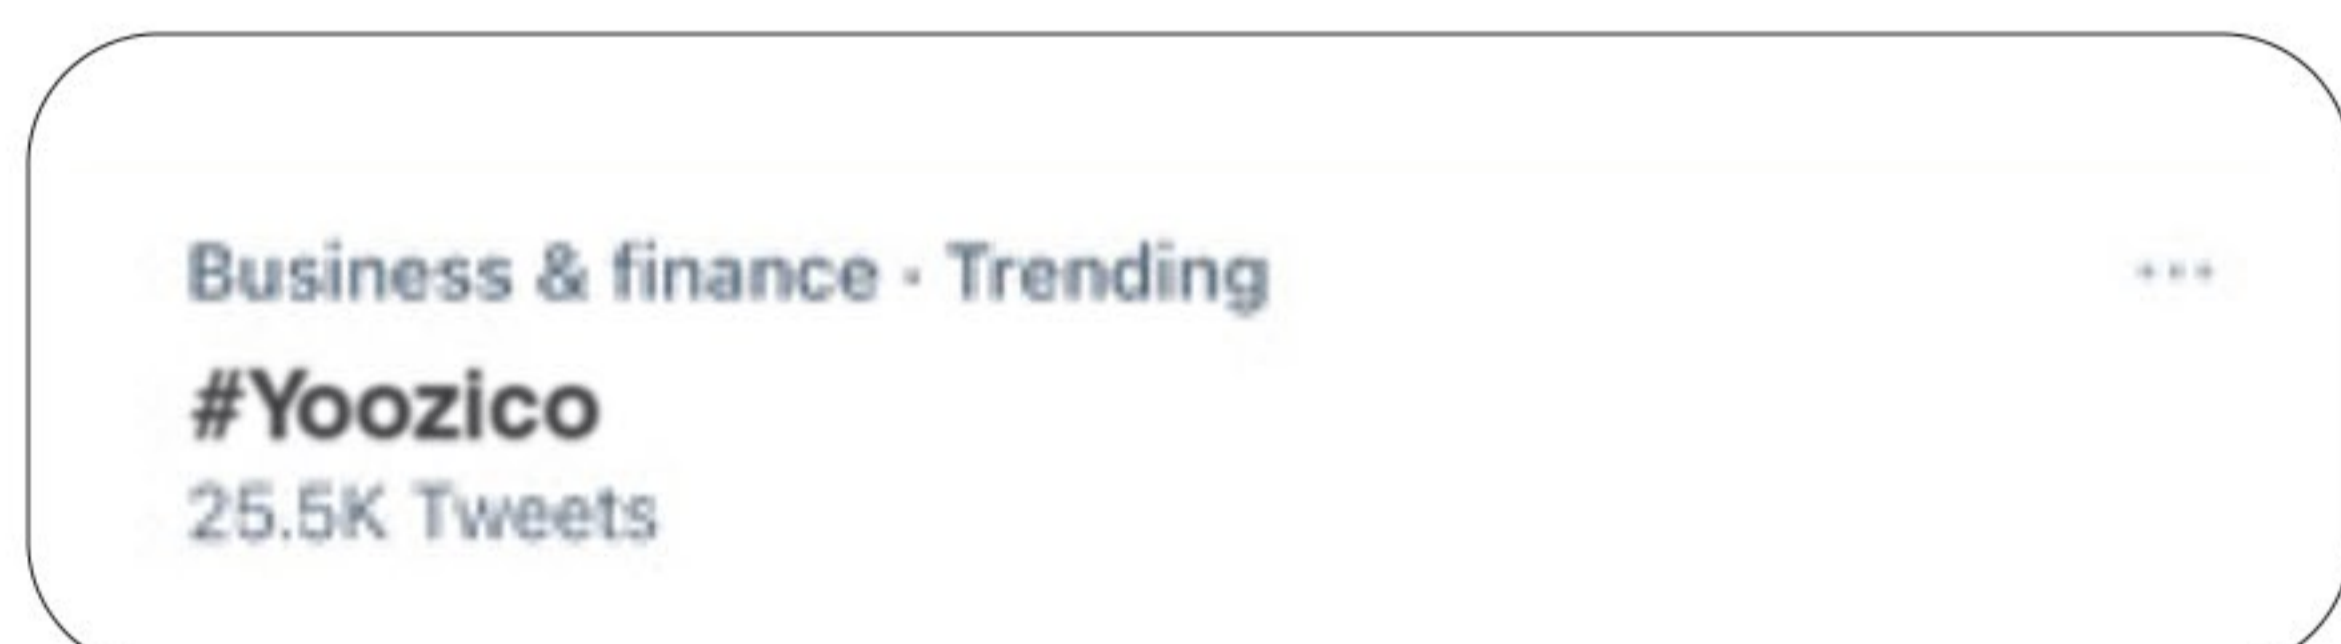 Business & finance · Trending
...
#Yoozico
25.5K Tweets